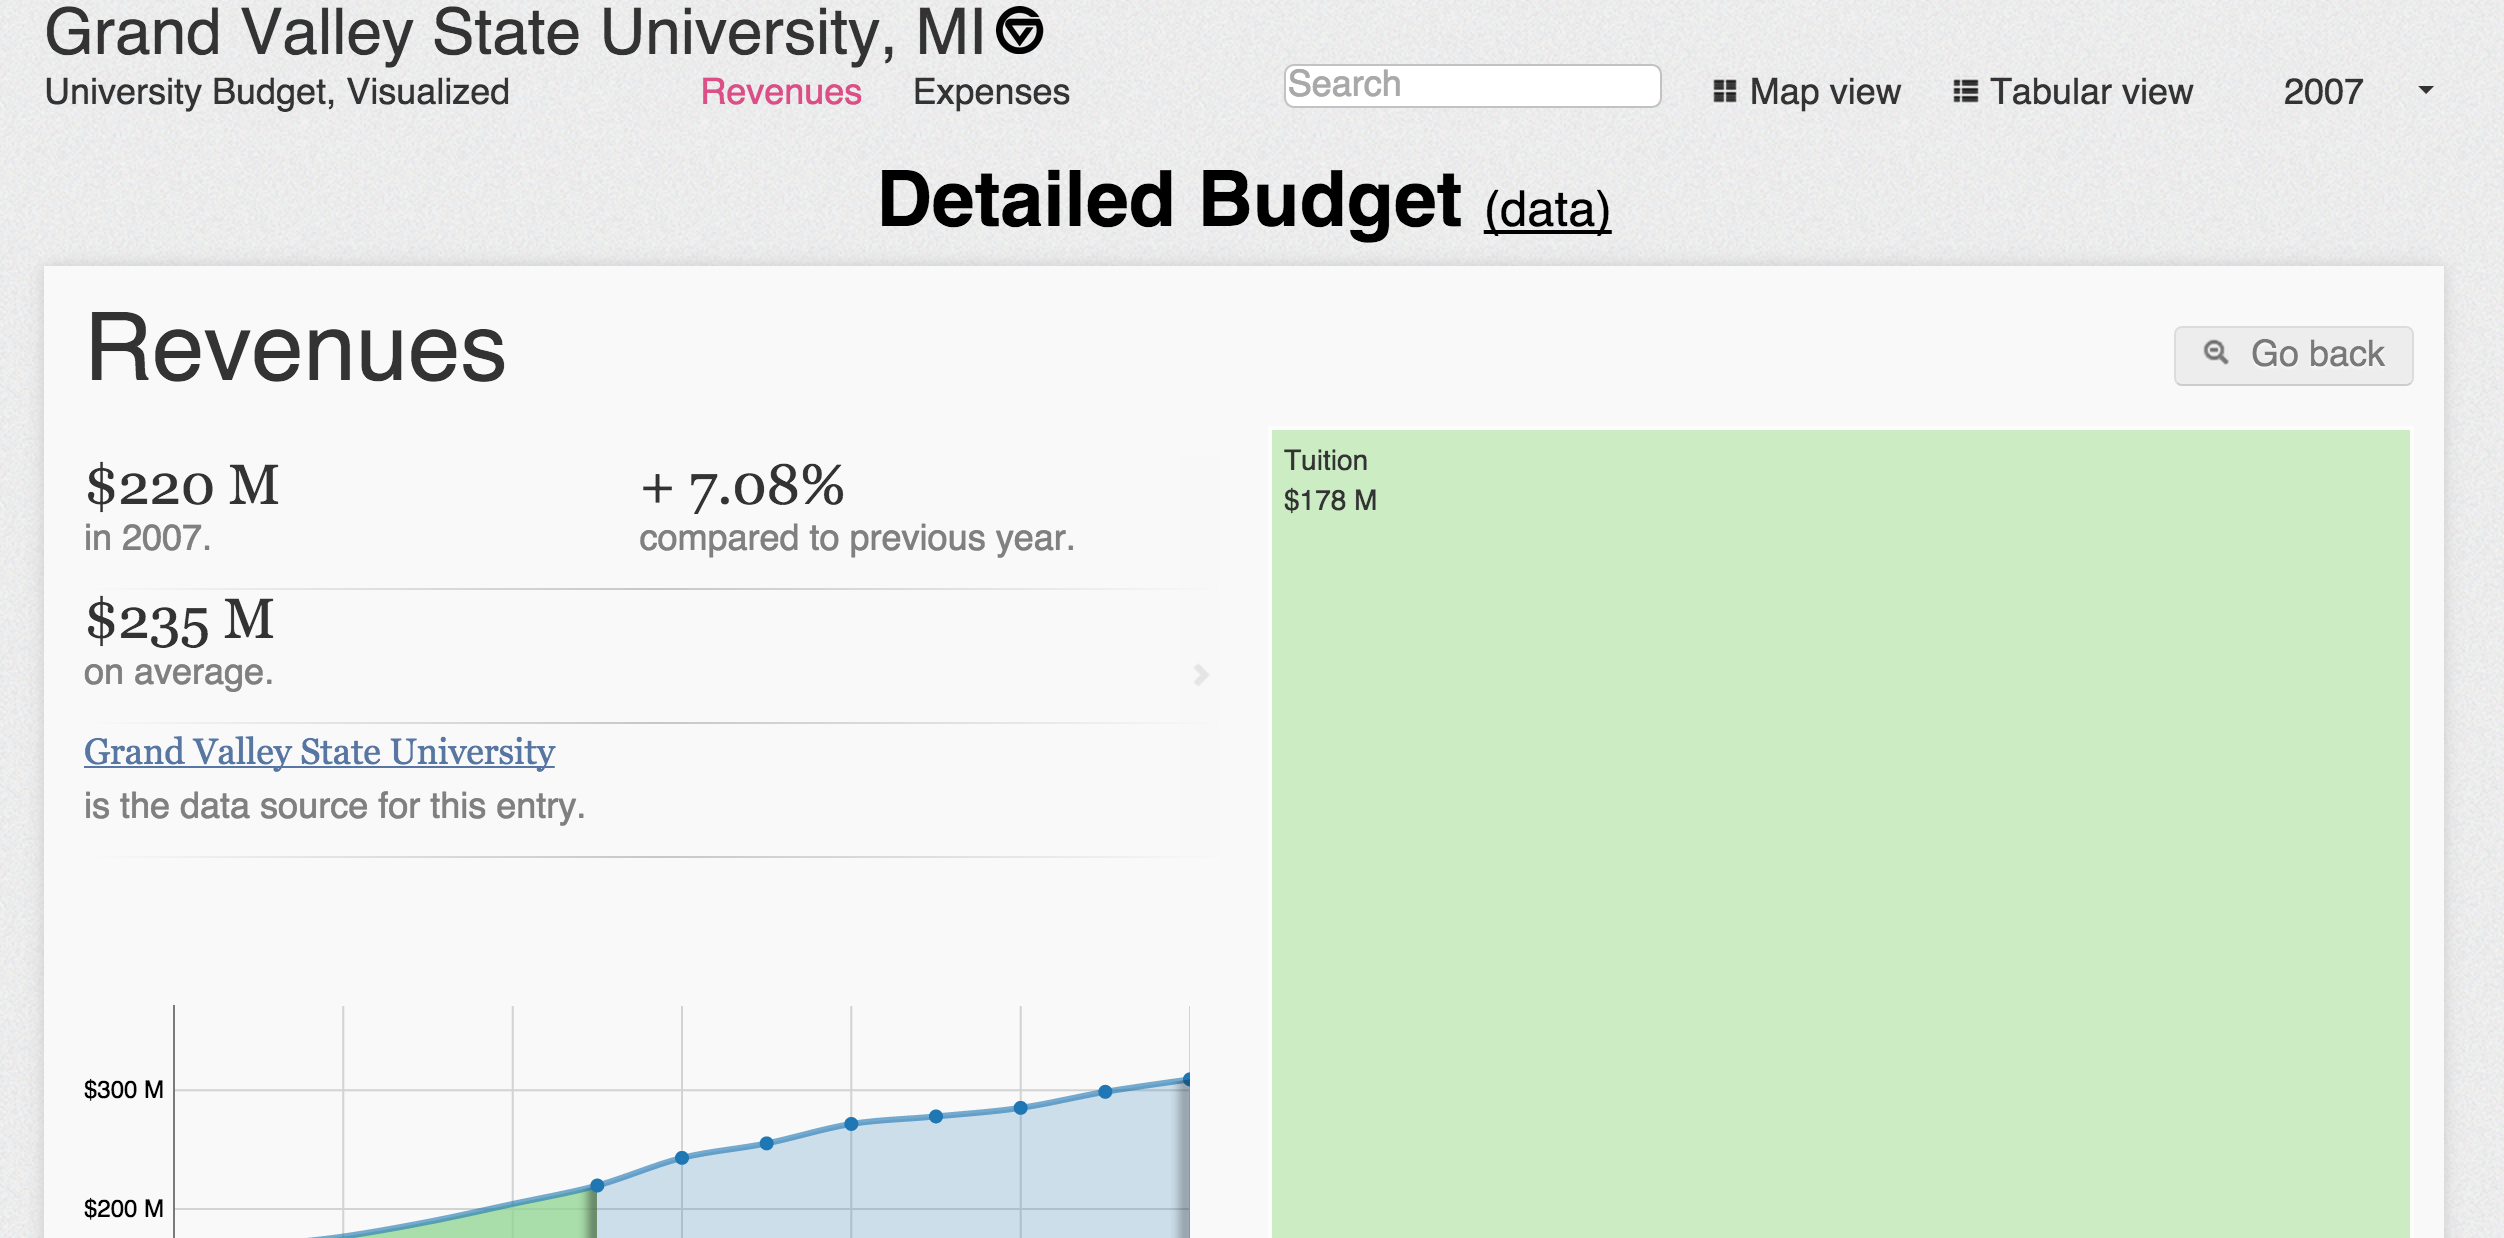 Grand Valley State University, MI
University Budget, Visualized
Revenues
Expenses
Search
Map view
Tabular view
2007
Detailed Budget (data)
Revenues
Go back
$220 M
in 2007.
+ 7.08%
compared to previous year.
$235 M
on average.
Grand Valley State University
is the data source for this entry.
Tuition
$178 M
$300 M
$200 M